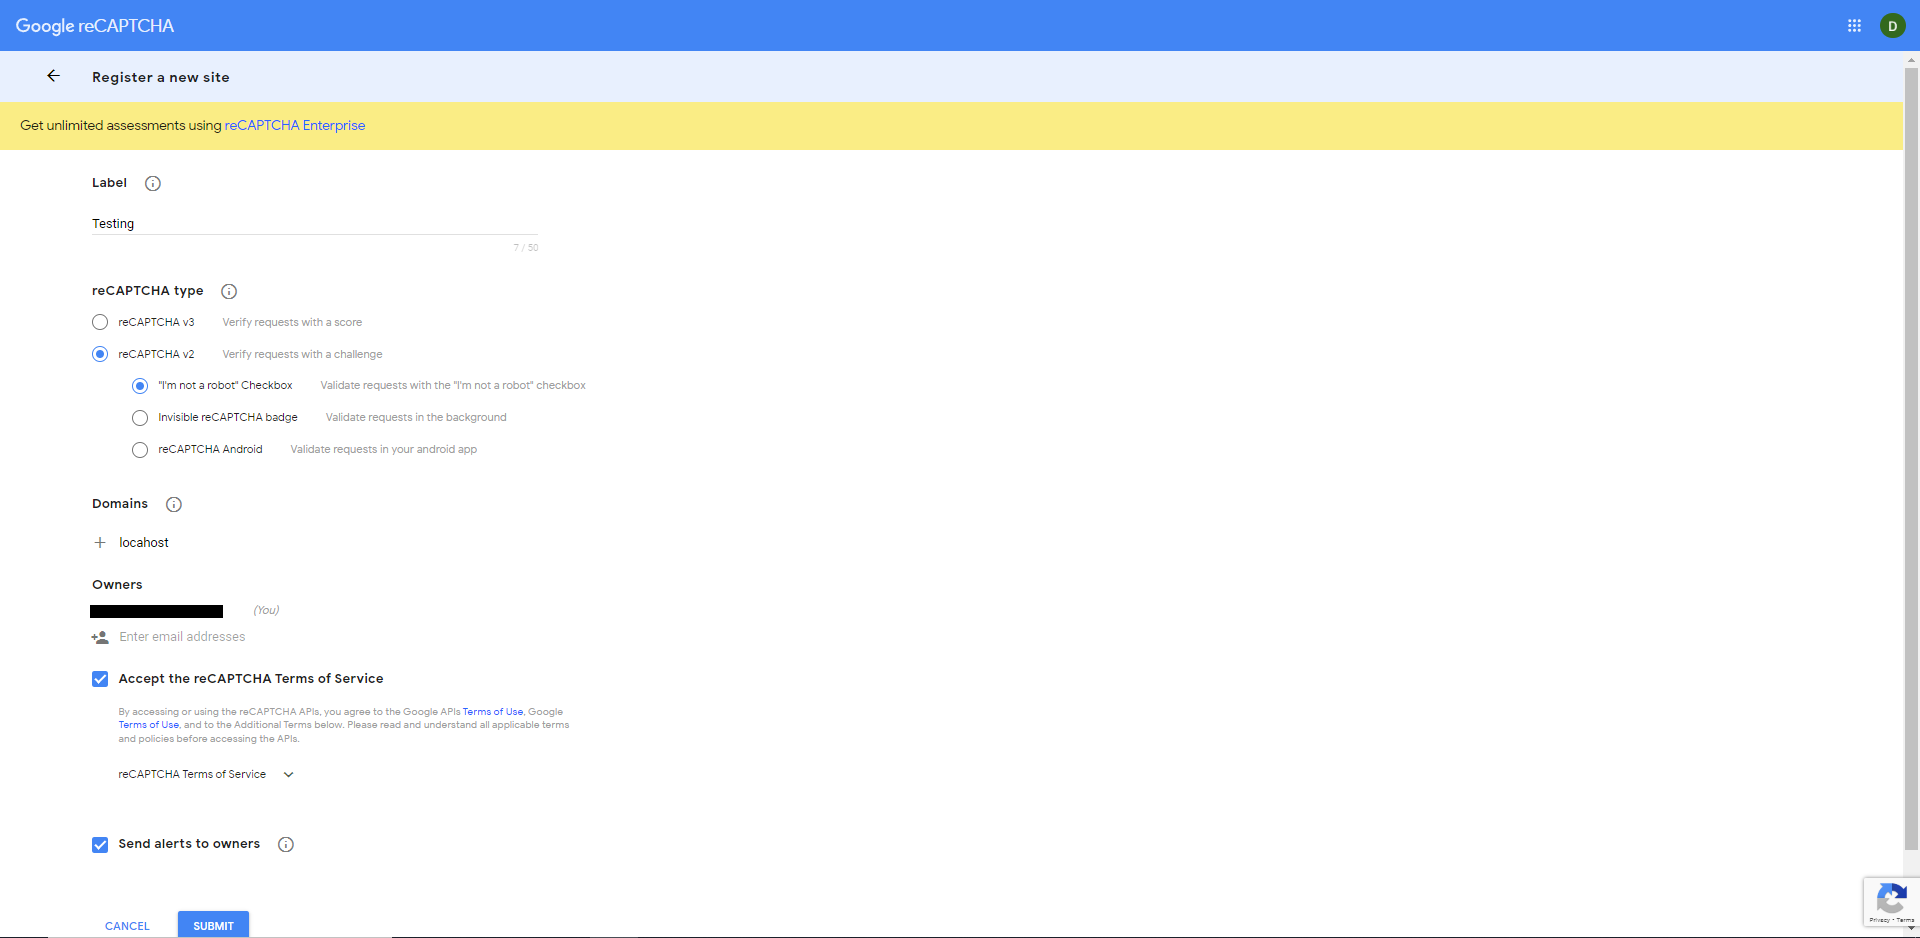 Google reCAPTCHA
D
Register a new site
Get unlimited assessments using reCAPTCHA Enterprise
Label
Testing
7 / 50
reCAPTCHA type
reCAPTCHA v3 Verify requests with a score
reCAPTCHA v2 Verify requests with a challenge
"I'm not a robot" Checkbox Validate requests with the "I'm not a robot" checkbox
Invisible reCAPTCHA badge Validate requests in the background
reCAPTCHA Android Validate requests in your android app
Domains
locahost
Owners
(You)
Enter email addresses
Accept the reCAPTCHA Terms of Service
By accessing or using the reCAPTCHA APIs, you agree to the Google APIs Terms of Use, Google
Terms of Use, and to the Additional Terms below. Please read and understand all applicable terms
and policies before accessing the APIs.
reCAPTCHA Terms of Service
Send alerts to owners
CANCEL SUBMIT
Privacy - Terms